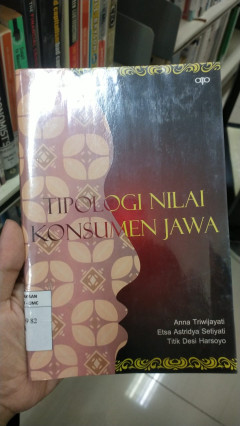 TIPOLOGI NILAI
KONSUMEN JAWA
Anna Triwijayati
Etsa Astridya Setiyati
Titik Desi Harsoyo